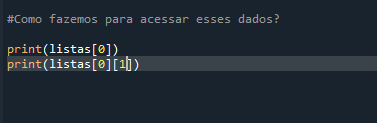 #Como fazemos para acessar esses dados?
print(listas[0])
print(listas[0][1])